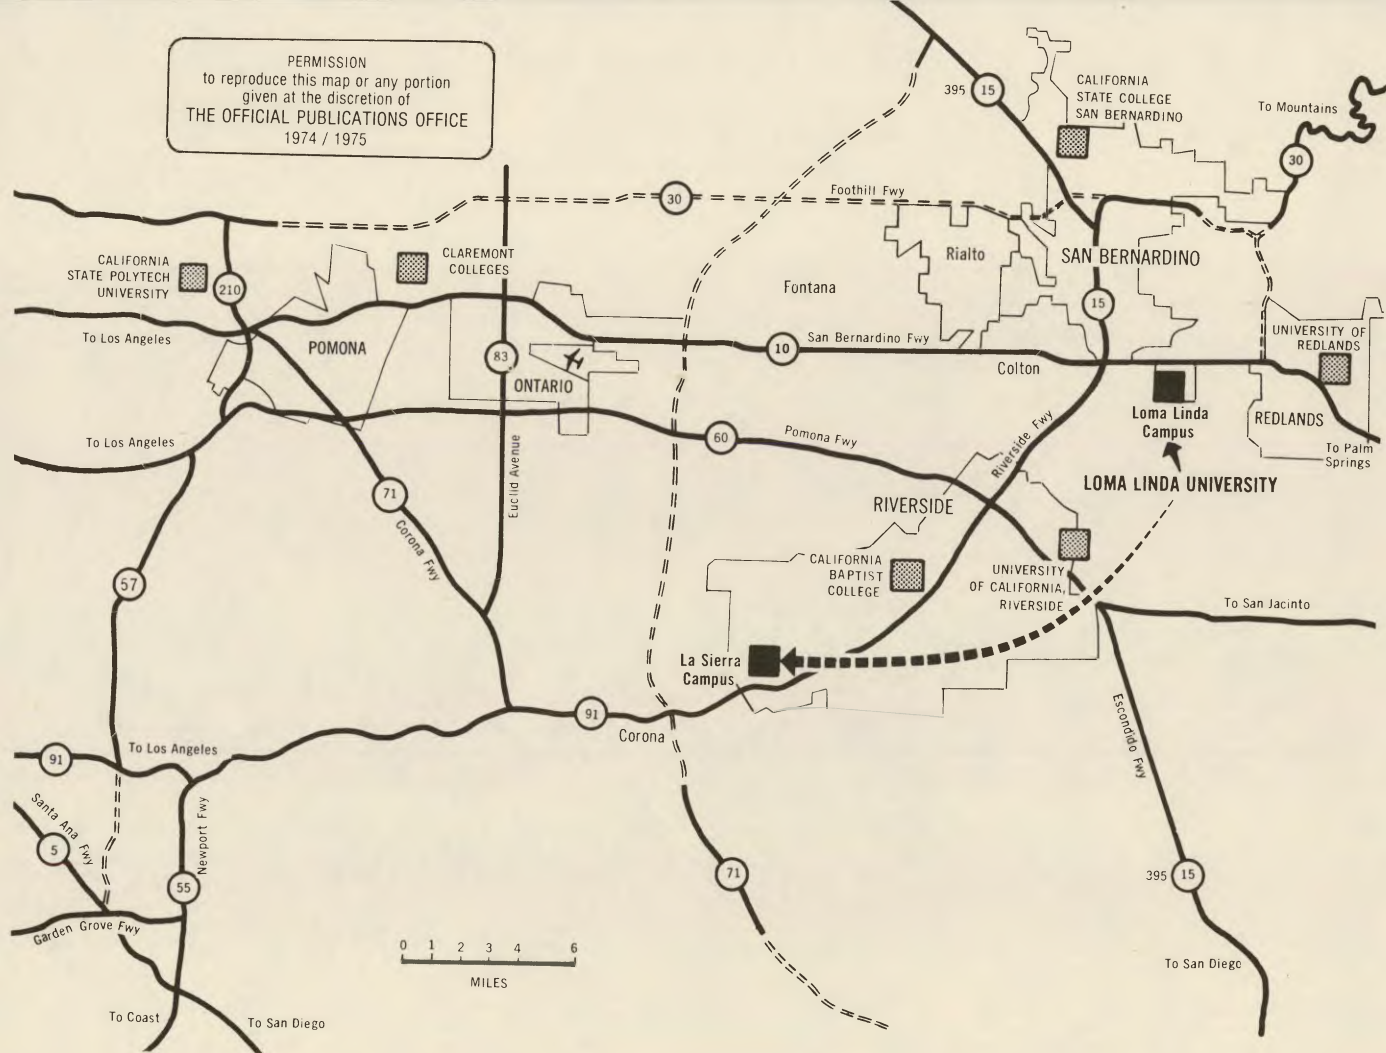 PERMISSION
to reproduce this map or any portion
given at the discretion of
THE OFFICIAL PUBLICATIONS OFFICE
1974 / 1975
395
15
CALIFORNIA
STATE COLLEGE
SAN BERNARDINO
To Mountains
30
30
Foothill Fwy
CALIFORNIA
STATE POLYTECH
UNIVERSITY
210
CLAREMONT
COLLEGES
Rialto
SAN BERNARDINO
Fontana
15
To Los Angeles
POMONA
83
ONTARIO
10
San Bernardino Fwy
Colton
UNIVERSITY OF
REDLANDS
Loma Linda
Campus
REDLANDS
To Palm
Springs
To Los Angeles
60
Pomona Fwy
Riverside Fwy
LOMA LINDA UNIVERSITY
71
Corona Fwy
Euclid Avenue
RIVERSIDE
57
CALIFORNIA
BAPTIST
COLLEGE
UNIVERSITY
OF CALIFORNIA,
RIVERSIDE
To San Jacinto
La Sierra
Campus
91
Corona
Escondido Fwy
91
To Los Angeles
Santa Ana Fwy
5
Newport Fwy
55
71
395
15
Garden Grove Fwy
0 1 2 3 4 6
MILES
To San Diego
To Coast
To San Diego